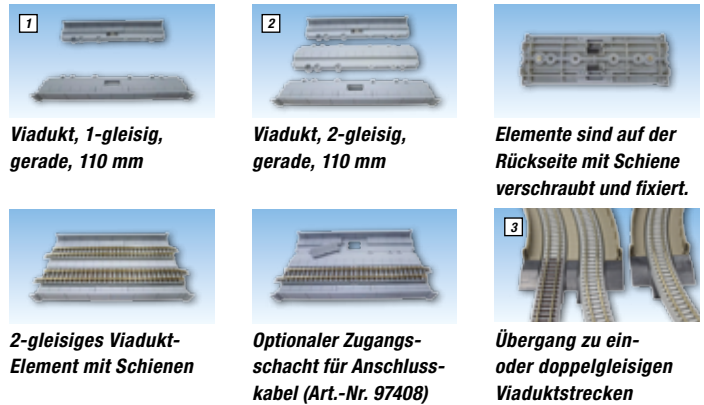 1
Viadukt, 1-gleisig,
gerade, 110 mm
2
Viadukt, 2-gleisig,
gerade, 110 mm
Elemente sind auf der
Rückseite mit Schiene
verschraubt und fixiert.
2-gleisiges Viadukt-
Element mit Schienen
Optionaler Zugangs-
schacht für Anschluss-
kabel (Art.-Nr. 97408)
3
Übergang zu ein-
oder doppelgleisigen
Viaduktstrecken